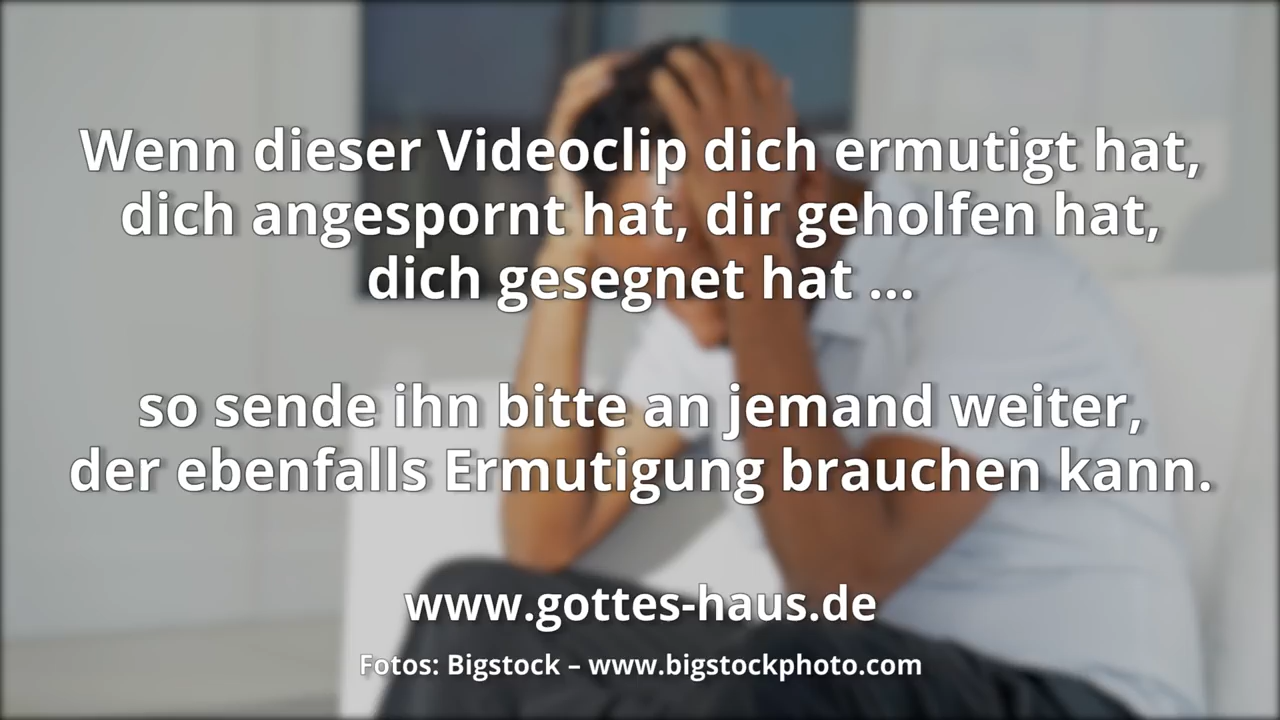 Wenn dieser Videoclip dich ermutigt hat,
dich angespornt hat, dir geholfen hat,
dich gesegnet hat ...
so sende ihn bitte an jemand weiter,
der ebenfalls Ermutigung brauchen kann.
www.gottes-haus.de
Fotos: Bigstock – www.bigstockphoto.com